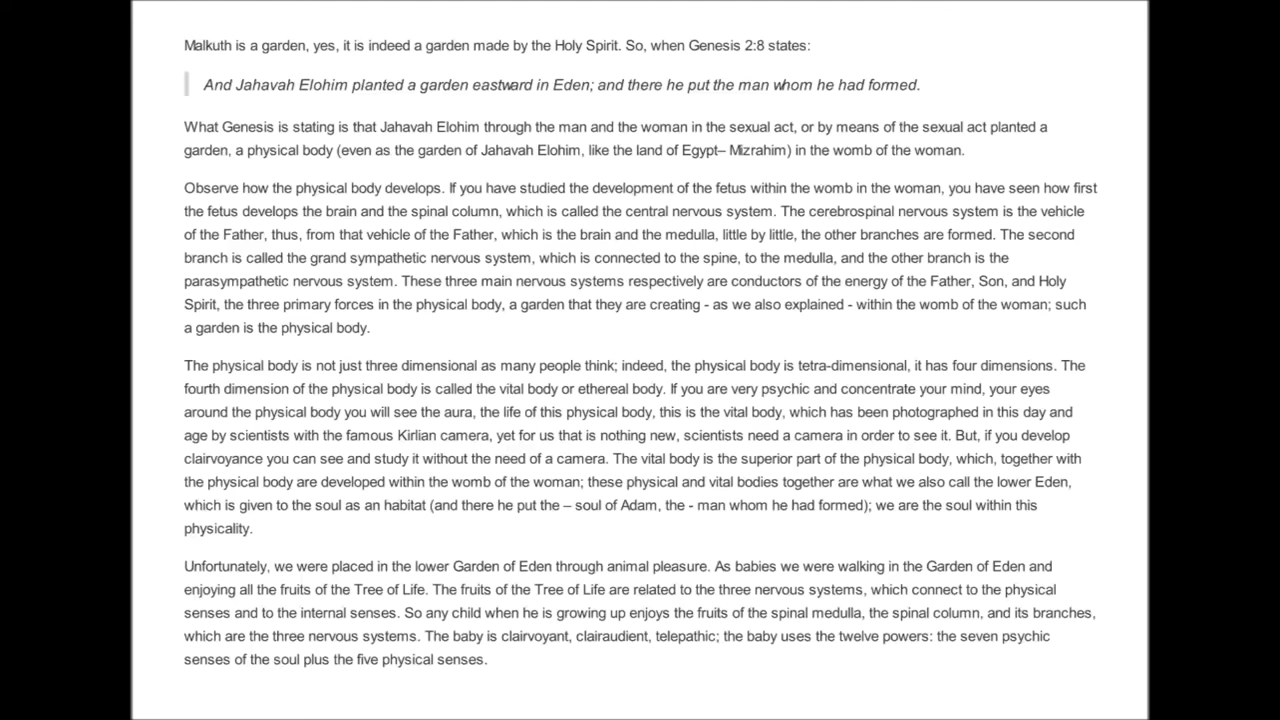 Malkuth is a garden, yes, it is indeed a garden made by the Holy Spirit. So, when Genesis 2:8 states:
And Jahavah Elohim planted a garden eastward in Eden; and there he put the man whom he had formed.
What Genesis is stating is that Jahavah Elohim through the man and the woman in the sexual act, or by means of the sexual act planted a
garden, a physical body (even as the garden of Jahavah Elohim, like the land of Egypt– Mizrahim) in the womb of the woman.
Observe how the physical body develops. If you have studied the development of the fetus within the womb in the woman, you have seen how first
the fetus develops the brain and the spinal column, which is called the central nervous system. The cerebrospinal nervous system is the vehicle
of the Father, thus, from that vehicle of the Father, which is the brain and the medulla, little by little, the other branches are formed. The second
branch is called the grand sympathetic nervous system, which is connected to the spine, to the medulla, and the other branch is the
parasympathetic nervous system. These three main nervous systems respectively are conductors of the energy of the Father, Son, and Holy
Spirit, the three primary forces in the physical body, a garden that they are creating - as we also explained - within the womb of the woman; such
a garden is the physical body.
The physical body is not just three dimensional as many people think; indeed, the physical body is tetra-dimensional, it has four dimensions. The
fourth dimension of the physical body is called the vital body or ethereal body. If you are very psychic and concentrate your mind, your eyes
around the physical body you will see the aura, the life of this physical body, this is the vital body, which has been photographed in this day and
age by scientists with the famous Kirlian camera, yet for us that is nothing new, scientists need a camera in order to see it. But, if you develop
clairvoyance you can see and study it without the need of a camera. The vital body is the superior part of the physical body, which, together with
the physical body are developed within the womb of the woman; these physical and vital bodies together are what we also call the lower Eden,
which is given to the soul as an habitat (and there he put the – soul of Adam, the - man whom he had formed); we are the soul within this
physicality.
Unfortunately, we were placed in the lower Garden of Eden through animal pleasure. As babies we were walking in the Garden of Eden and
enjoying all the fruits of the Tree of Life. The fruits of the Tree of Life are related to the three nervous systems, which connect to the physical
senses and to the internal senses. So any child when he is growing up enjoys the fruits of the spinal medulla, the spinal column, and its branches,
which are the three nervous systems. The baby is clairvoyant, clairaudient, telepathic; the baby uses the twelve powers: the seven psychic
senses of the soul plus the five physical senses.